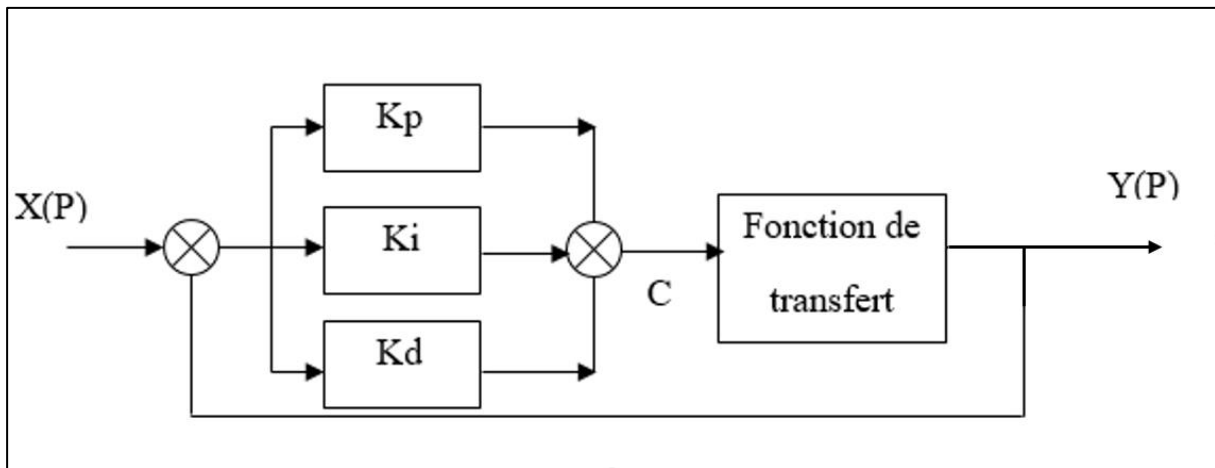 Kp
X(P)
Ki
Kd
C
Fonction de
transfert
Y(P)